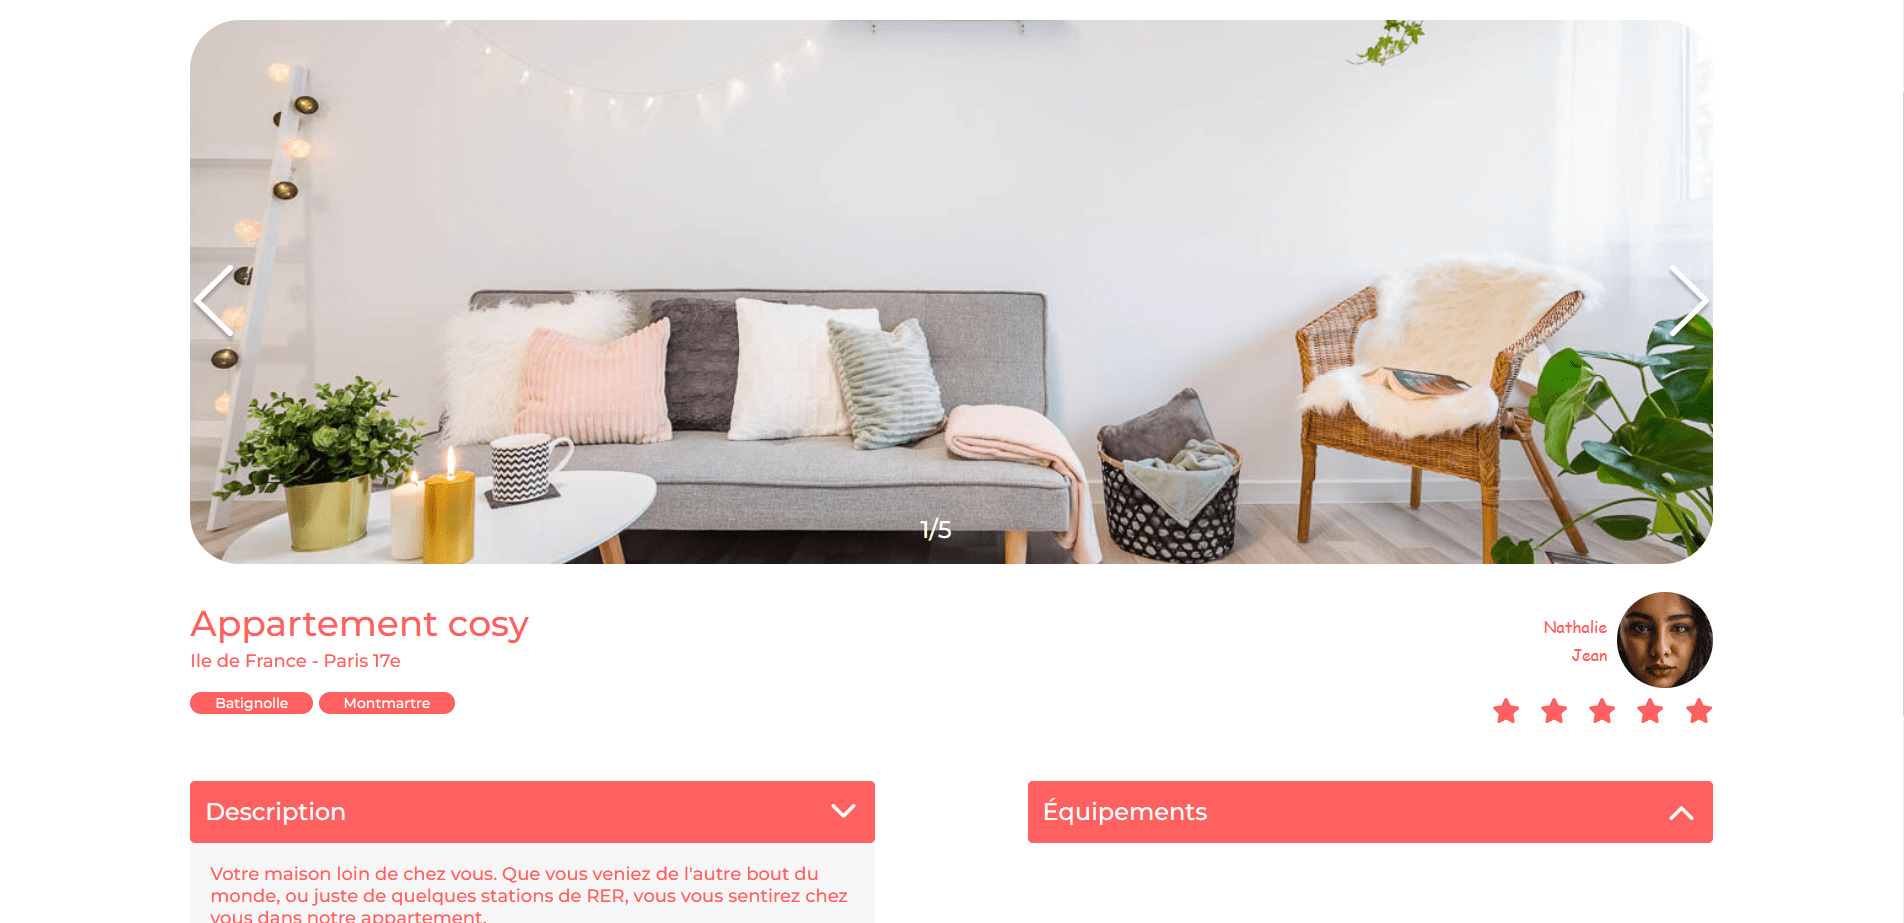 1/5
Appartement cosy
Ile de France - Paris 17e
Batignolle
Montmartre
Nathalie
Jean
Description
Votre maison loin de chez vous. Que vous veniez de l'autre bout du
monde, ou juste de quelques stations de RER, vous vous sentirez chez
vous dans notre appartement.
Équipements